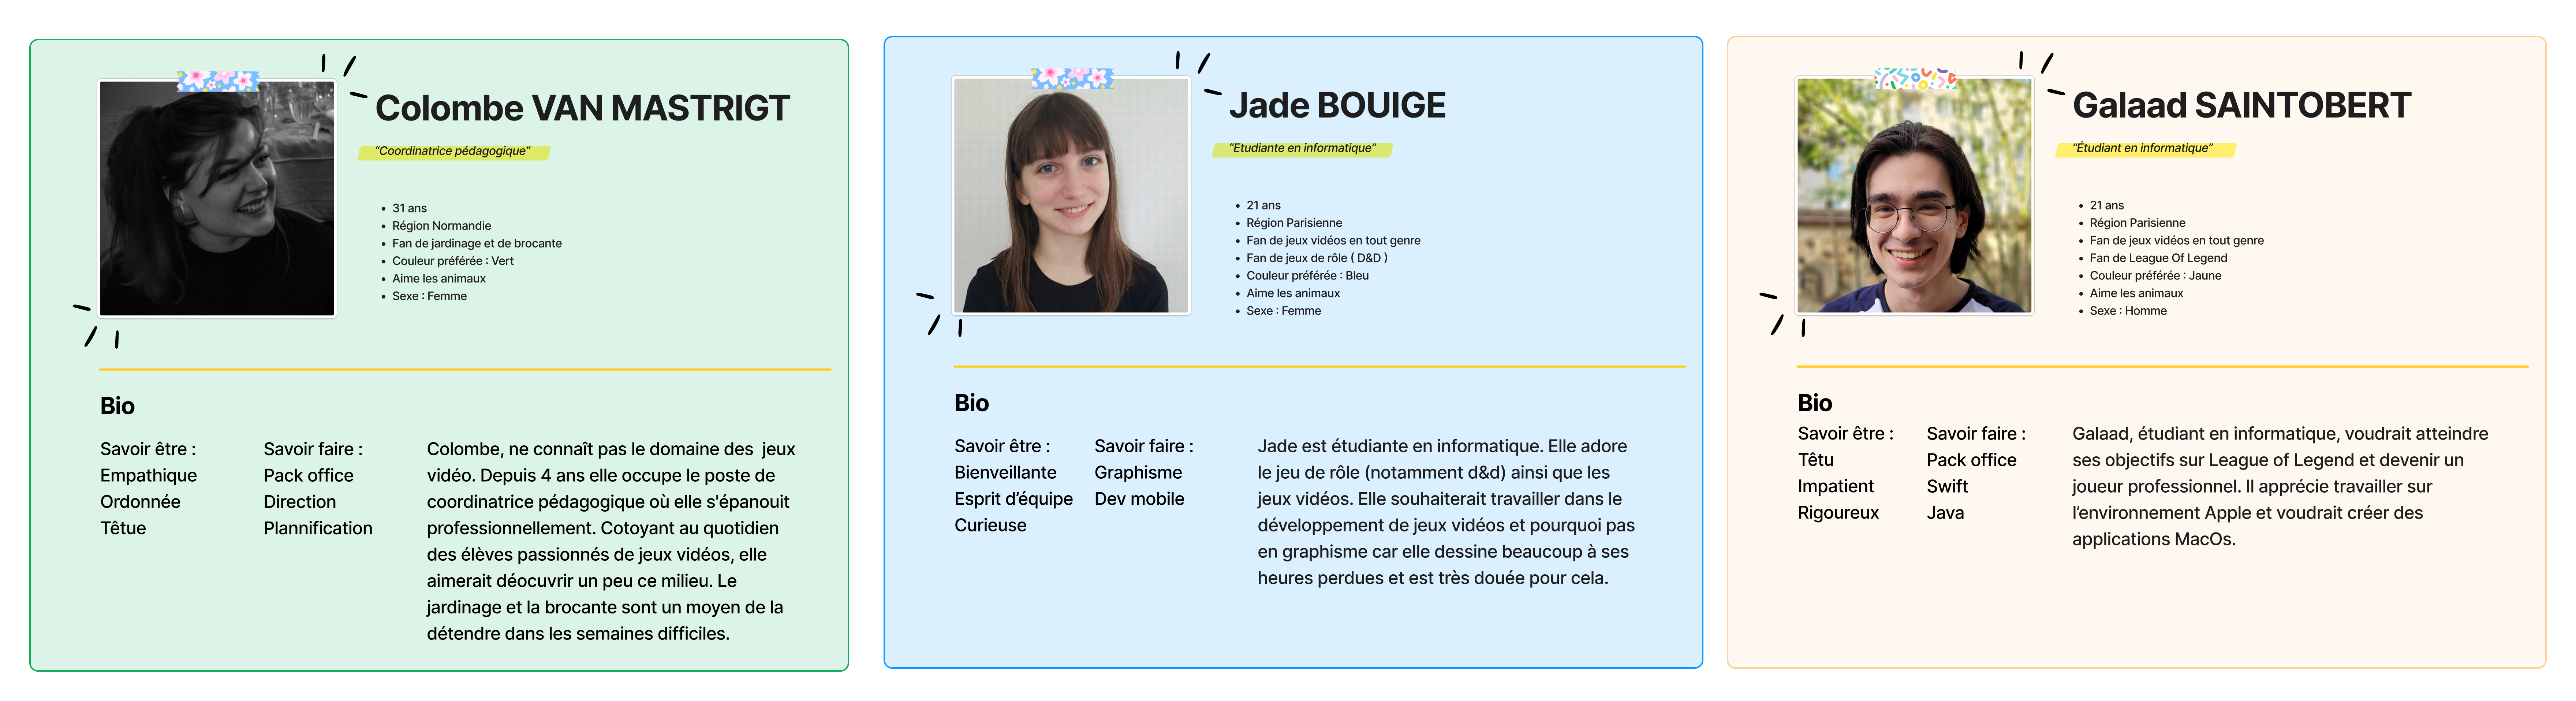 Colombe VAN MASTRIGT
“Coordinatrice pédagogique”
• 31 ans
• Région Normandie
• Fan de jardinage et de brocante
• Couleur préférée : Vert
• Aime les animaux
• Sexe : Femme
Bio
Savoir être :
Empathique
Ordonnée
Têtue
Savoir faire :
Pack office
Direction
Plannification
Colombe, ne connaît pas le domaine des  jeux
vidéo. Depuis 4 ans elle occupe le poste de
coordinatrice pédagogique où elle s'épanouit
professionnellement. Cotoyant au quotidien
des élèves passionnés de jeux vidéos, elle
aimerait déocuvrir un peu ce milieu. Le
jardinage et la brocante sont un moyen de la
détendre dans les semaines difficiles.
Jade BOUIGE
“Etudiante en informatique”
• 21 ans
• Région Parisienne
• Fan de jeux vidéos en tout genre
• Fan de jeux de rôle ( D&D )
• Couleur préférée : Bleu
• Aime les animaux
• Sexe : Femme
Bio
Savoir être :
Bienveillante
Esprit d’équipe
Curieuse
Savoir faire :
Graphisme
Dev mobile
Jade est étudiante en informatique. Elle adore
le jeu de rôle (notamment d&d) ainsi que les
jeux vidéos. Elle souhaiterait travailler dans le
développement de jeux vidéos et pourquoi pas
en graphisme car elle dessine beaucoup à ses
heures perdues et est très douée pour cela.
Galaad SAINTOBERT
“Étudiant en informatique”
• 21 ans
• Région Parisienne
• Fan de jeux vidéos en tout genre
• Fan de League Of Legend
• Couleur préférée : Jaune
• Aime les animaux
• Sexe : Homme
Bio
Savoir être :
Têtu
Impatient
Rigoureux
Savoir faire :
Pack office
Swift
Java
Galaad, étudiant en informatique, voudrait atteindre
ses objectifs sur League of Legend et devenir un
joueur professionnel. Il apprécie travailler sur
l’environnement Apple et voudrait créer des
applications MacOs.